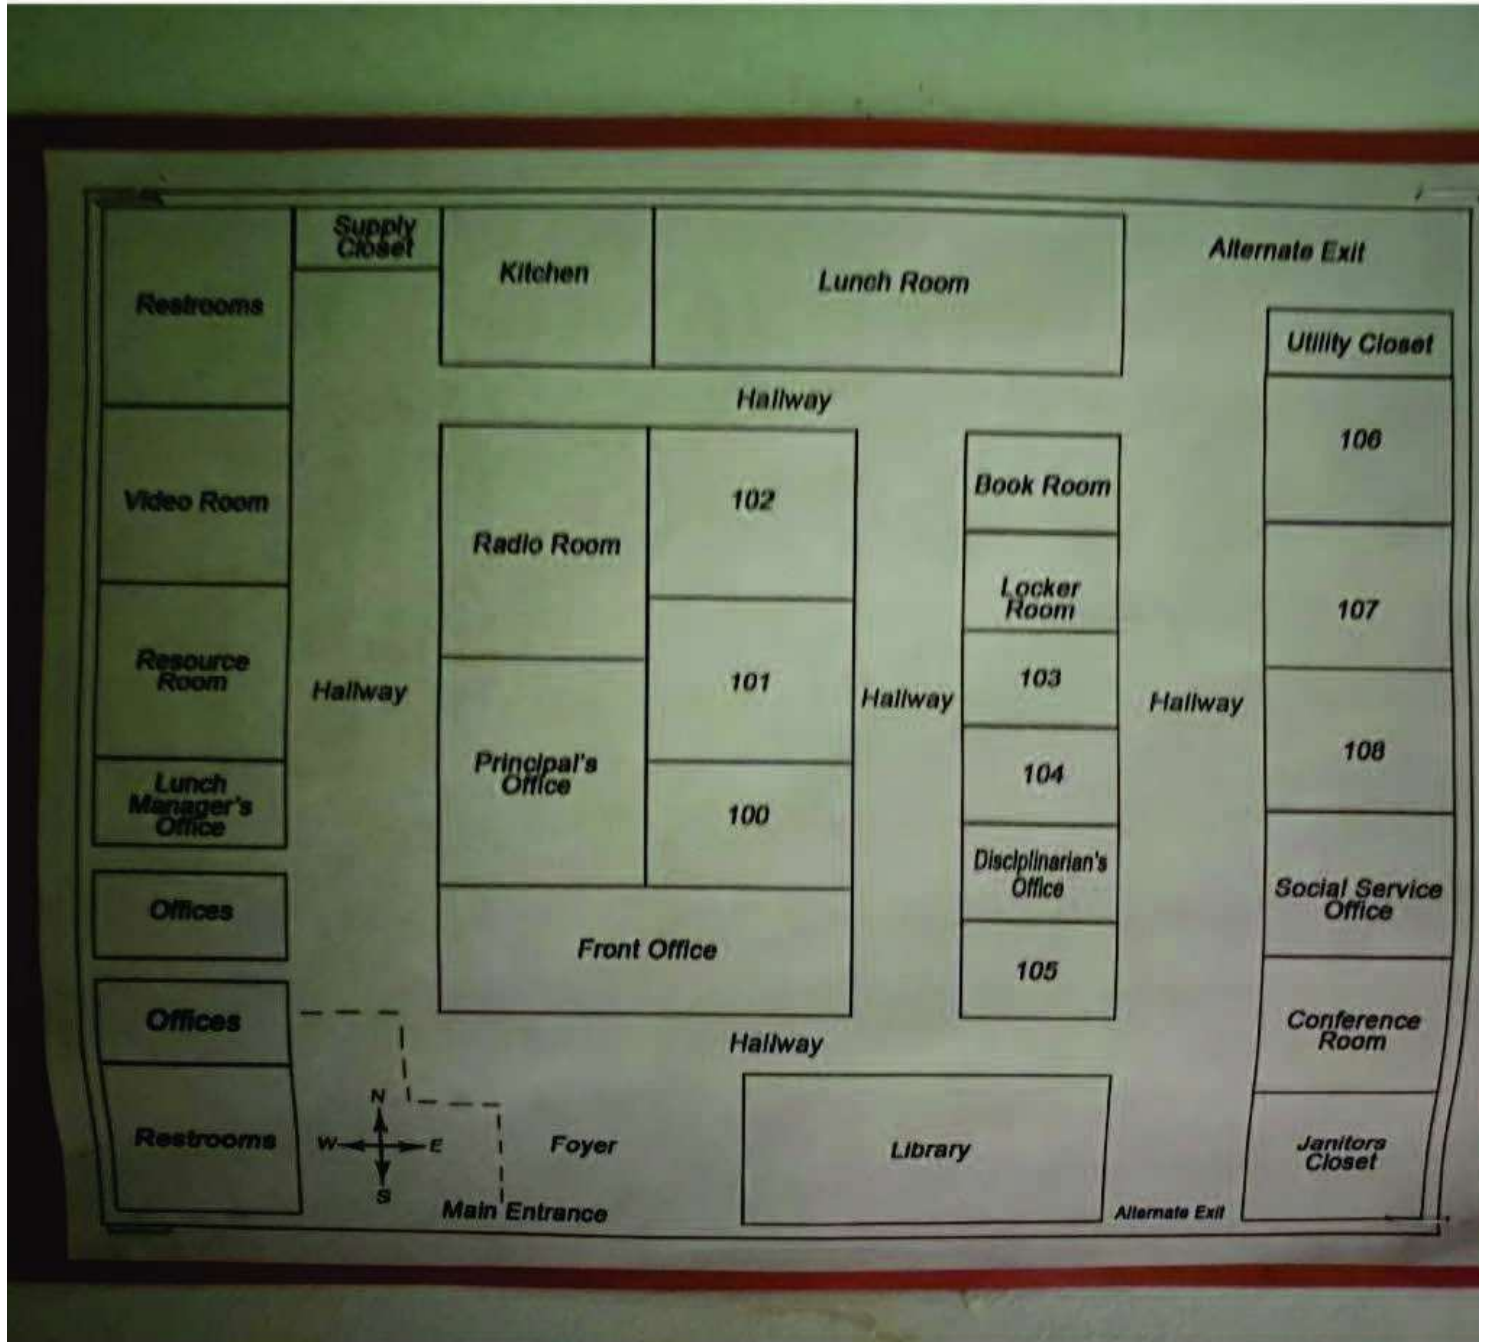 Supply
Closet
Kitchen
Lunch Room
Alternate Exit
Restrooms
Utility Closet
Hallway
106
Video Room
Radio Room
102
Book Room
Locker
Room
107
Resource
Room
Hallway
101
Hallway
103
Hallway
108
Principal's
Office
104
Lunch
Manager's
Office
100
Disciplinarian's
Office
Social Service
Office
Offices
Front Office
105
Offices
Hallway
Conference
Room
N
W E
S
Restrooms
Foyer
Library
Janitors
Closet
Main Entrance
Alternate Exit